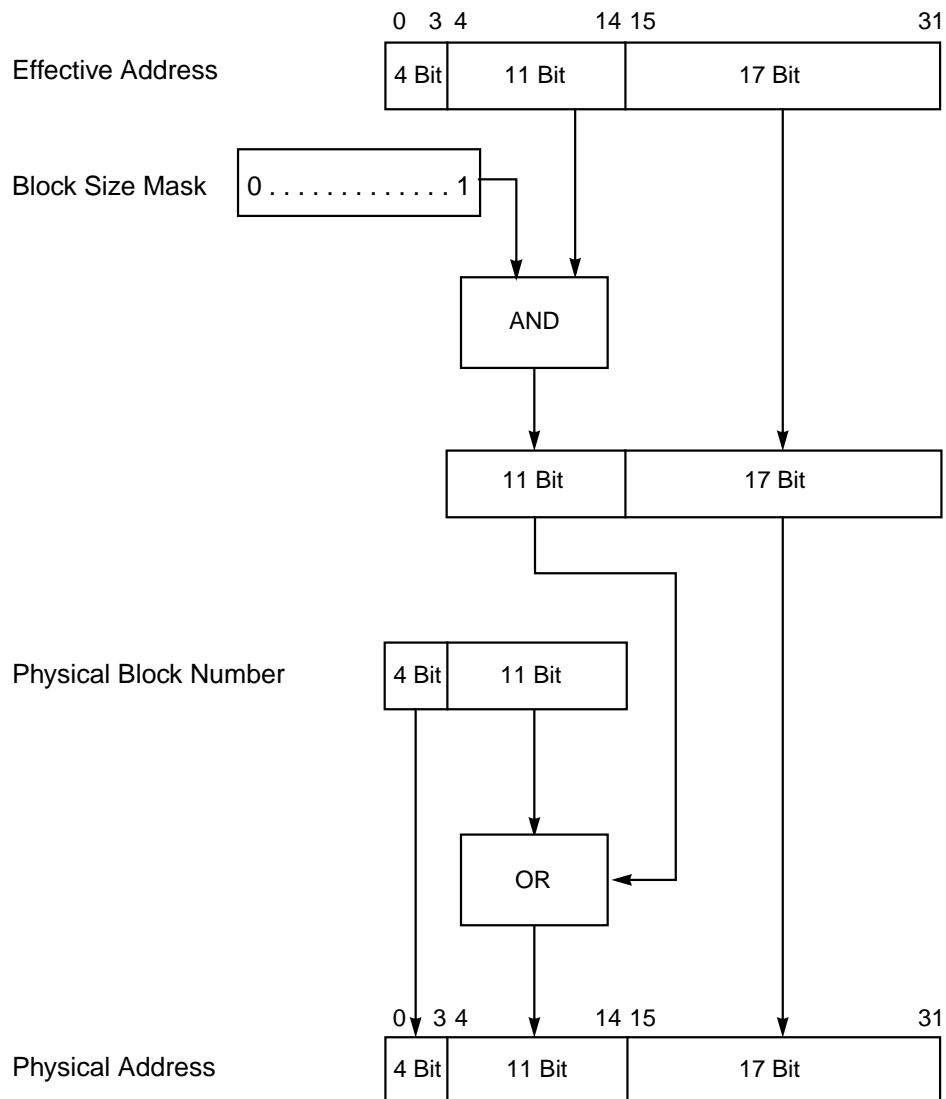 0 3 4 14 15 31
Effective Address 4 Bit 11 Bit 17 Bit
Block Size Mask 0 . . . . . . . . . . . . . 1
AND
11 Bit 17 Bit
Physical Block Number 4 Bit 11 Bit
OR
0 3 4 14 15 31
Physical Address 4 Bit 11 Bit 17 Bit